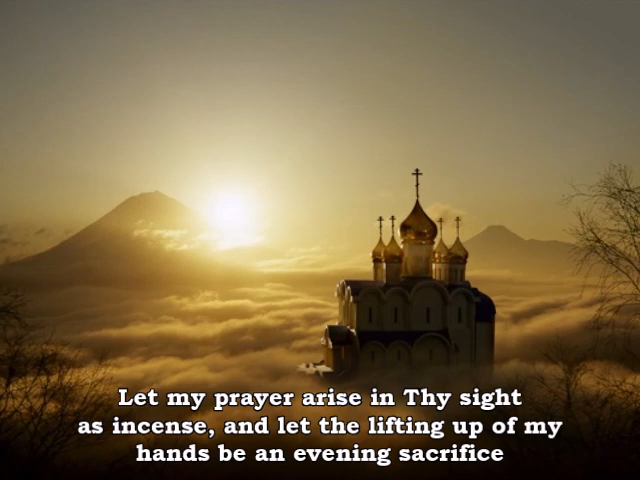 Let my prayer arise in Thy sight
as incense, and let the lifting up of my
hands be an evening sacrifice